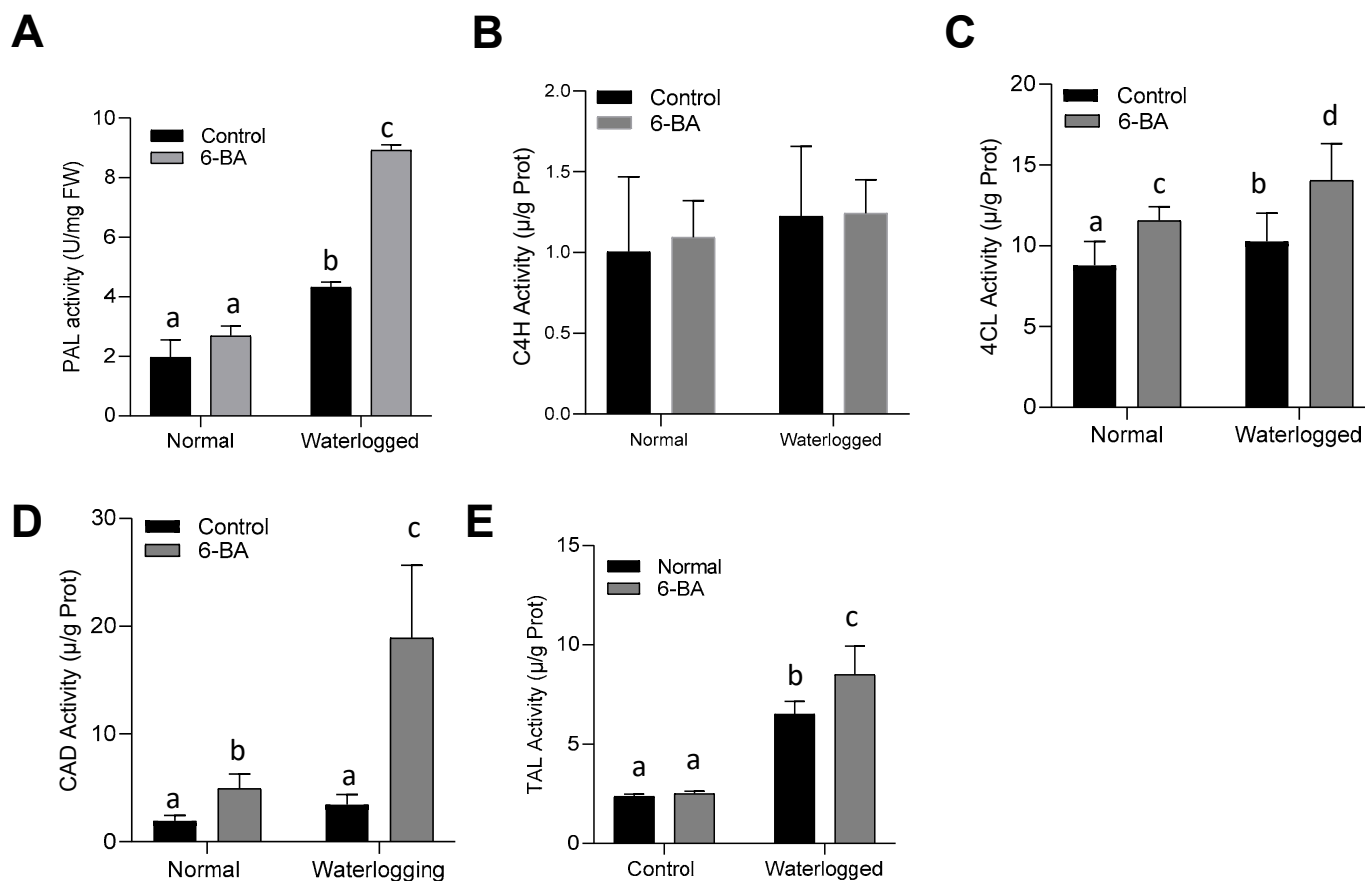 A
PAL activity (U/mg FW)
10
8
6
4
2
0
Control
6-BA
a
a
b
c
Normal
Waterlogged
B
C4H Activity (µ/g Prot)
2.0
1.5
1.0
0.5
0.0
Control
6-BA
Normal
Waterlogged
C
4CL Activity (µ/g Prot)
20
15
10
5
0
Control
6-BA
a
c
b
d
Normal
Waterlogged
D
CAD Activity (µ/g Prot)
30
20
10
0
Control
6-BA
a
b
a
c
Normal
Waterlogging
E
TAL Activity (µ/g Prot)
15
10
5
0
Normal
6-BA
a
a
b
c
Control
Waterlogged